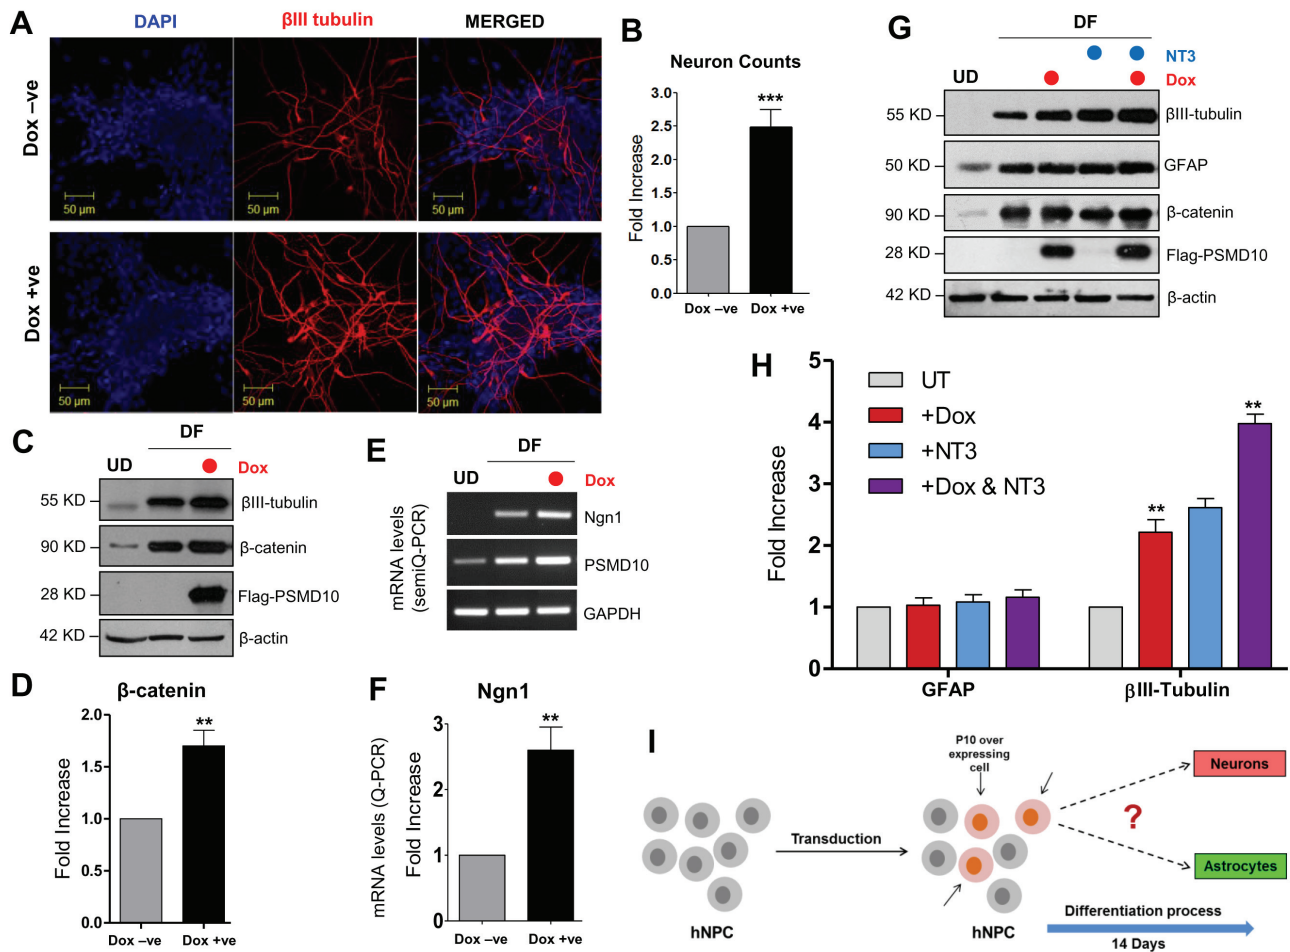 A
DAPI
βIII tubulin
MERGED
Dox –ve
50 µm
50 µm
50 µm
Dox +ve
50 µm
50 µm
50 µm
B
Neuron Counts
Fold Increase
3.0
2.5
2.0
1.5
1.0
0.5
0.0
***
Dox –ve
Dox +ve
C
DF
UD
Dox
55 KD
βIII-tubulin
90 KD
β-catenin
28 KD
Flag-PSMD10
42 KD
β-actin
D
β-catenin
Fold Increase
2.0
1.5
1.0
0.5
0.0
**
Dox –ve
Dox +ve
E
DF
UD
Dox
mRNA levels
(semiQ-PCR)
Ngn1
PSMD10
GAPDH
F
Ngn1
mRNA levels (Q-PCR)
Fold Increase
3
2
1
0
**
Dox –ve
Dox +ve
G
DF
NT3
UD
Dox
55 KD
βIII-tubulin
50 KD
GFAP
90 KD
β-catenin
28 KD
Flag-PSMD10
42 KD
β-actin
H
Fold Increase
5
4
3
2
1
0
UT
+Dox
+NT3
+Dox & NT3
**
**
GFAP
βIII-Tubulin
I
P10 over
expressing
cell
Neurons
?
Transduction
Astrocytes
hNPC
hNPC
Differentiation process
14 Days